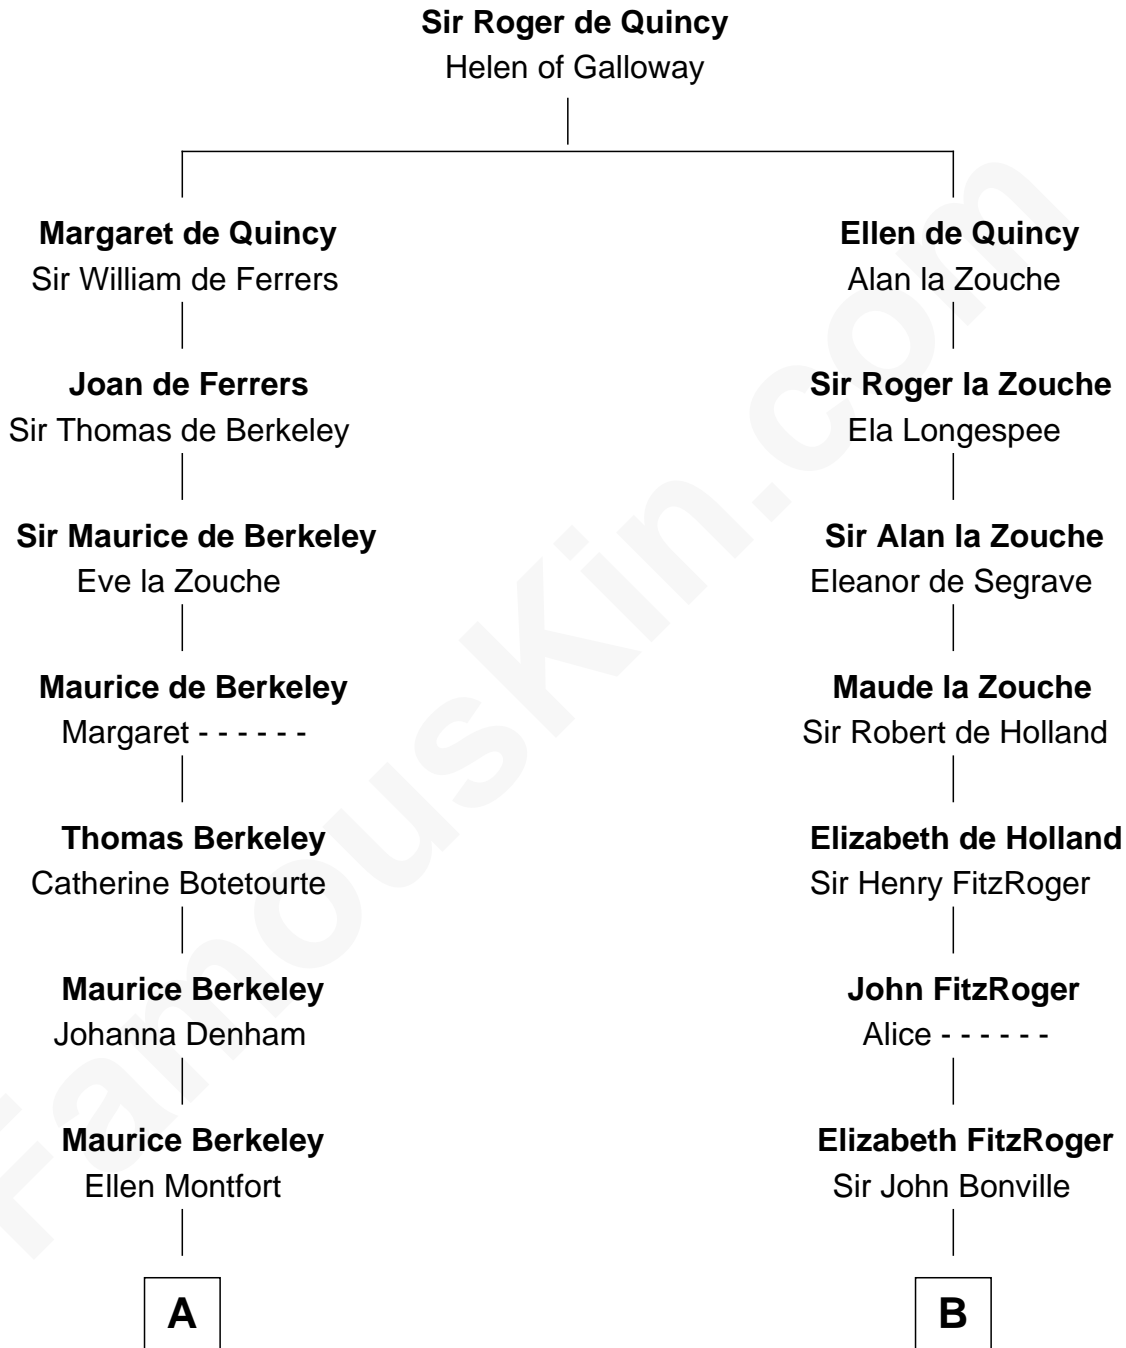 Sir Roger de Quincy
Helen of Galloway
Margaret de Quincy
Sir William de Ferrers
Ellen de Quincy
Alan la Zouche
Joan de Ferrers
Sir Thomas de Berkeley
Sir Roger la Zouche
Ela Longespee
Sir Maurice de Berkeley
Eve la Zouche
Sir Alan la Zouche
Eleanor de Segrave
Maurice de Berkeley
Margaret - - - - - -
Maude la Zouche
Sir Robert de Holland
Thomas Berkeley
Catherine Botetourte
Elizabeth de Holland
Sir Henry FitzRoger
Maurice Berkeley
Johanna Denham
John FitzRoger
Alice - - - - - -
Maurice Berkeley
Ellen Montfort
Elizabeth FitzRoger
Sir John Bonville
A
B
FamousKin.com